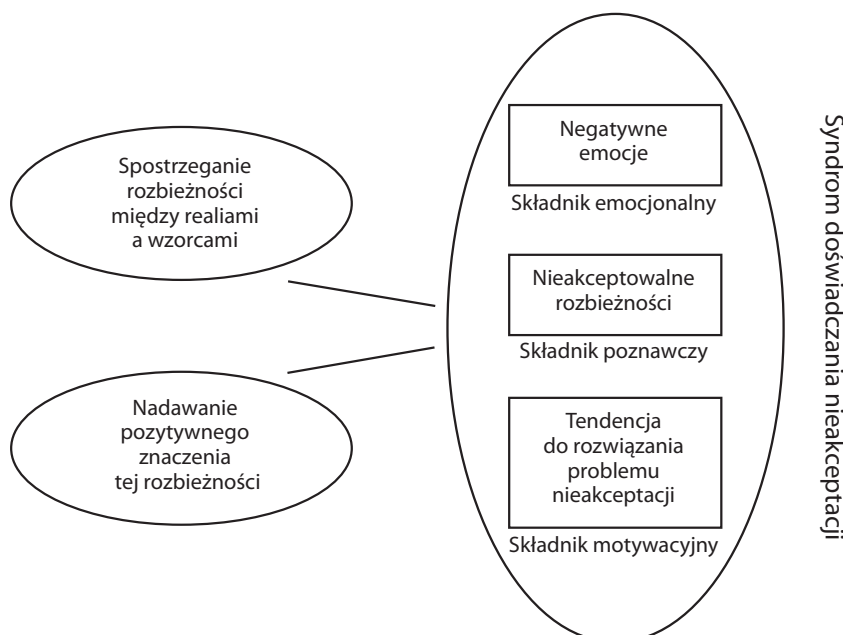 Spostrzeganie
rozbieżności
między realiami
a wzorcami
Nadawanie
pozytywnego
znaczenia
tej rozbieżności
Negatywne
emocje
Składnik emocjonalny
Nieakceptowalne
rozbieżności
Składnik poznawczy
Tendencja
do rozwiązania
problemu
nieakceptacji
Składnik motywacyjny
Syndrom doświadczania nieakceptacji